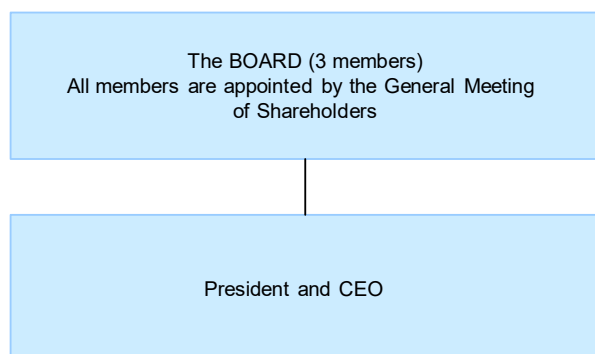 The BOARD (3 members)
All members are appointed by the General Meeting
of Shareholders
President and CEO